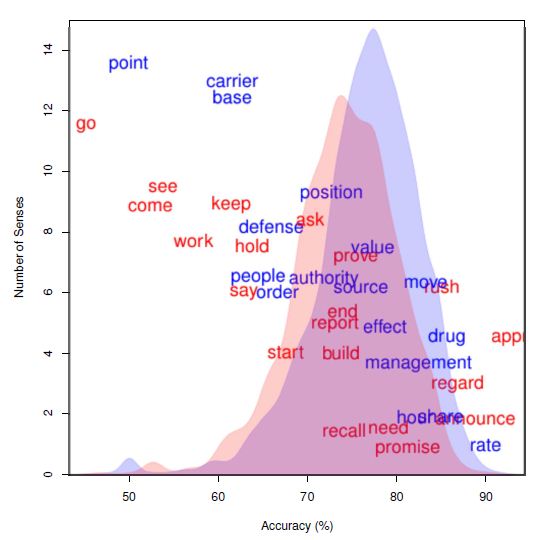 14
point
carrier
base
12
go
10
see
position
come
keep
ask
defense
8
work
hold
value
prove
people
authority
move
rush
source
say
order
6
end
report
effect
drug
start
build
4
management
regard
2
share
announce
recall
need
promise
rate
0
50
60
70
80
90
Number of Senses
Accuracy (%)